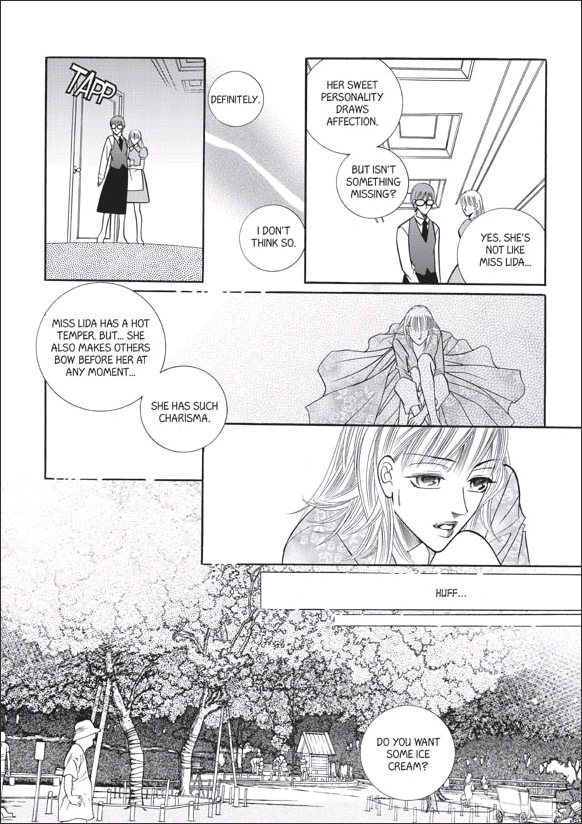 TAPP
DEFINITELY.
I DON'T
THINK SO.
HER SWEET
PERSONALITY
DRAWS
AFFECTION.
BUT ISN'T
SOMETHING
MISSING?
YES. SHE'S
NOT LIKE
MISS LIDA...
MISS LIDA HAS A HOT
TEMPER, BUT... SHE
ALSO MAKES OTHERS
BOW BEFORE HER AT
ANY MOMENT...
SHE HAS SUCH
CHARISMA.
HUFF...
DO YOU WANT
SOME ICE
CREAM?